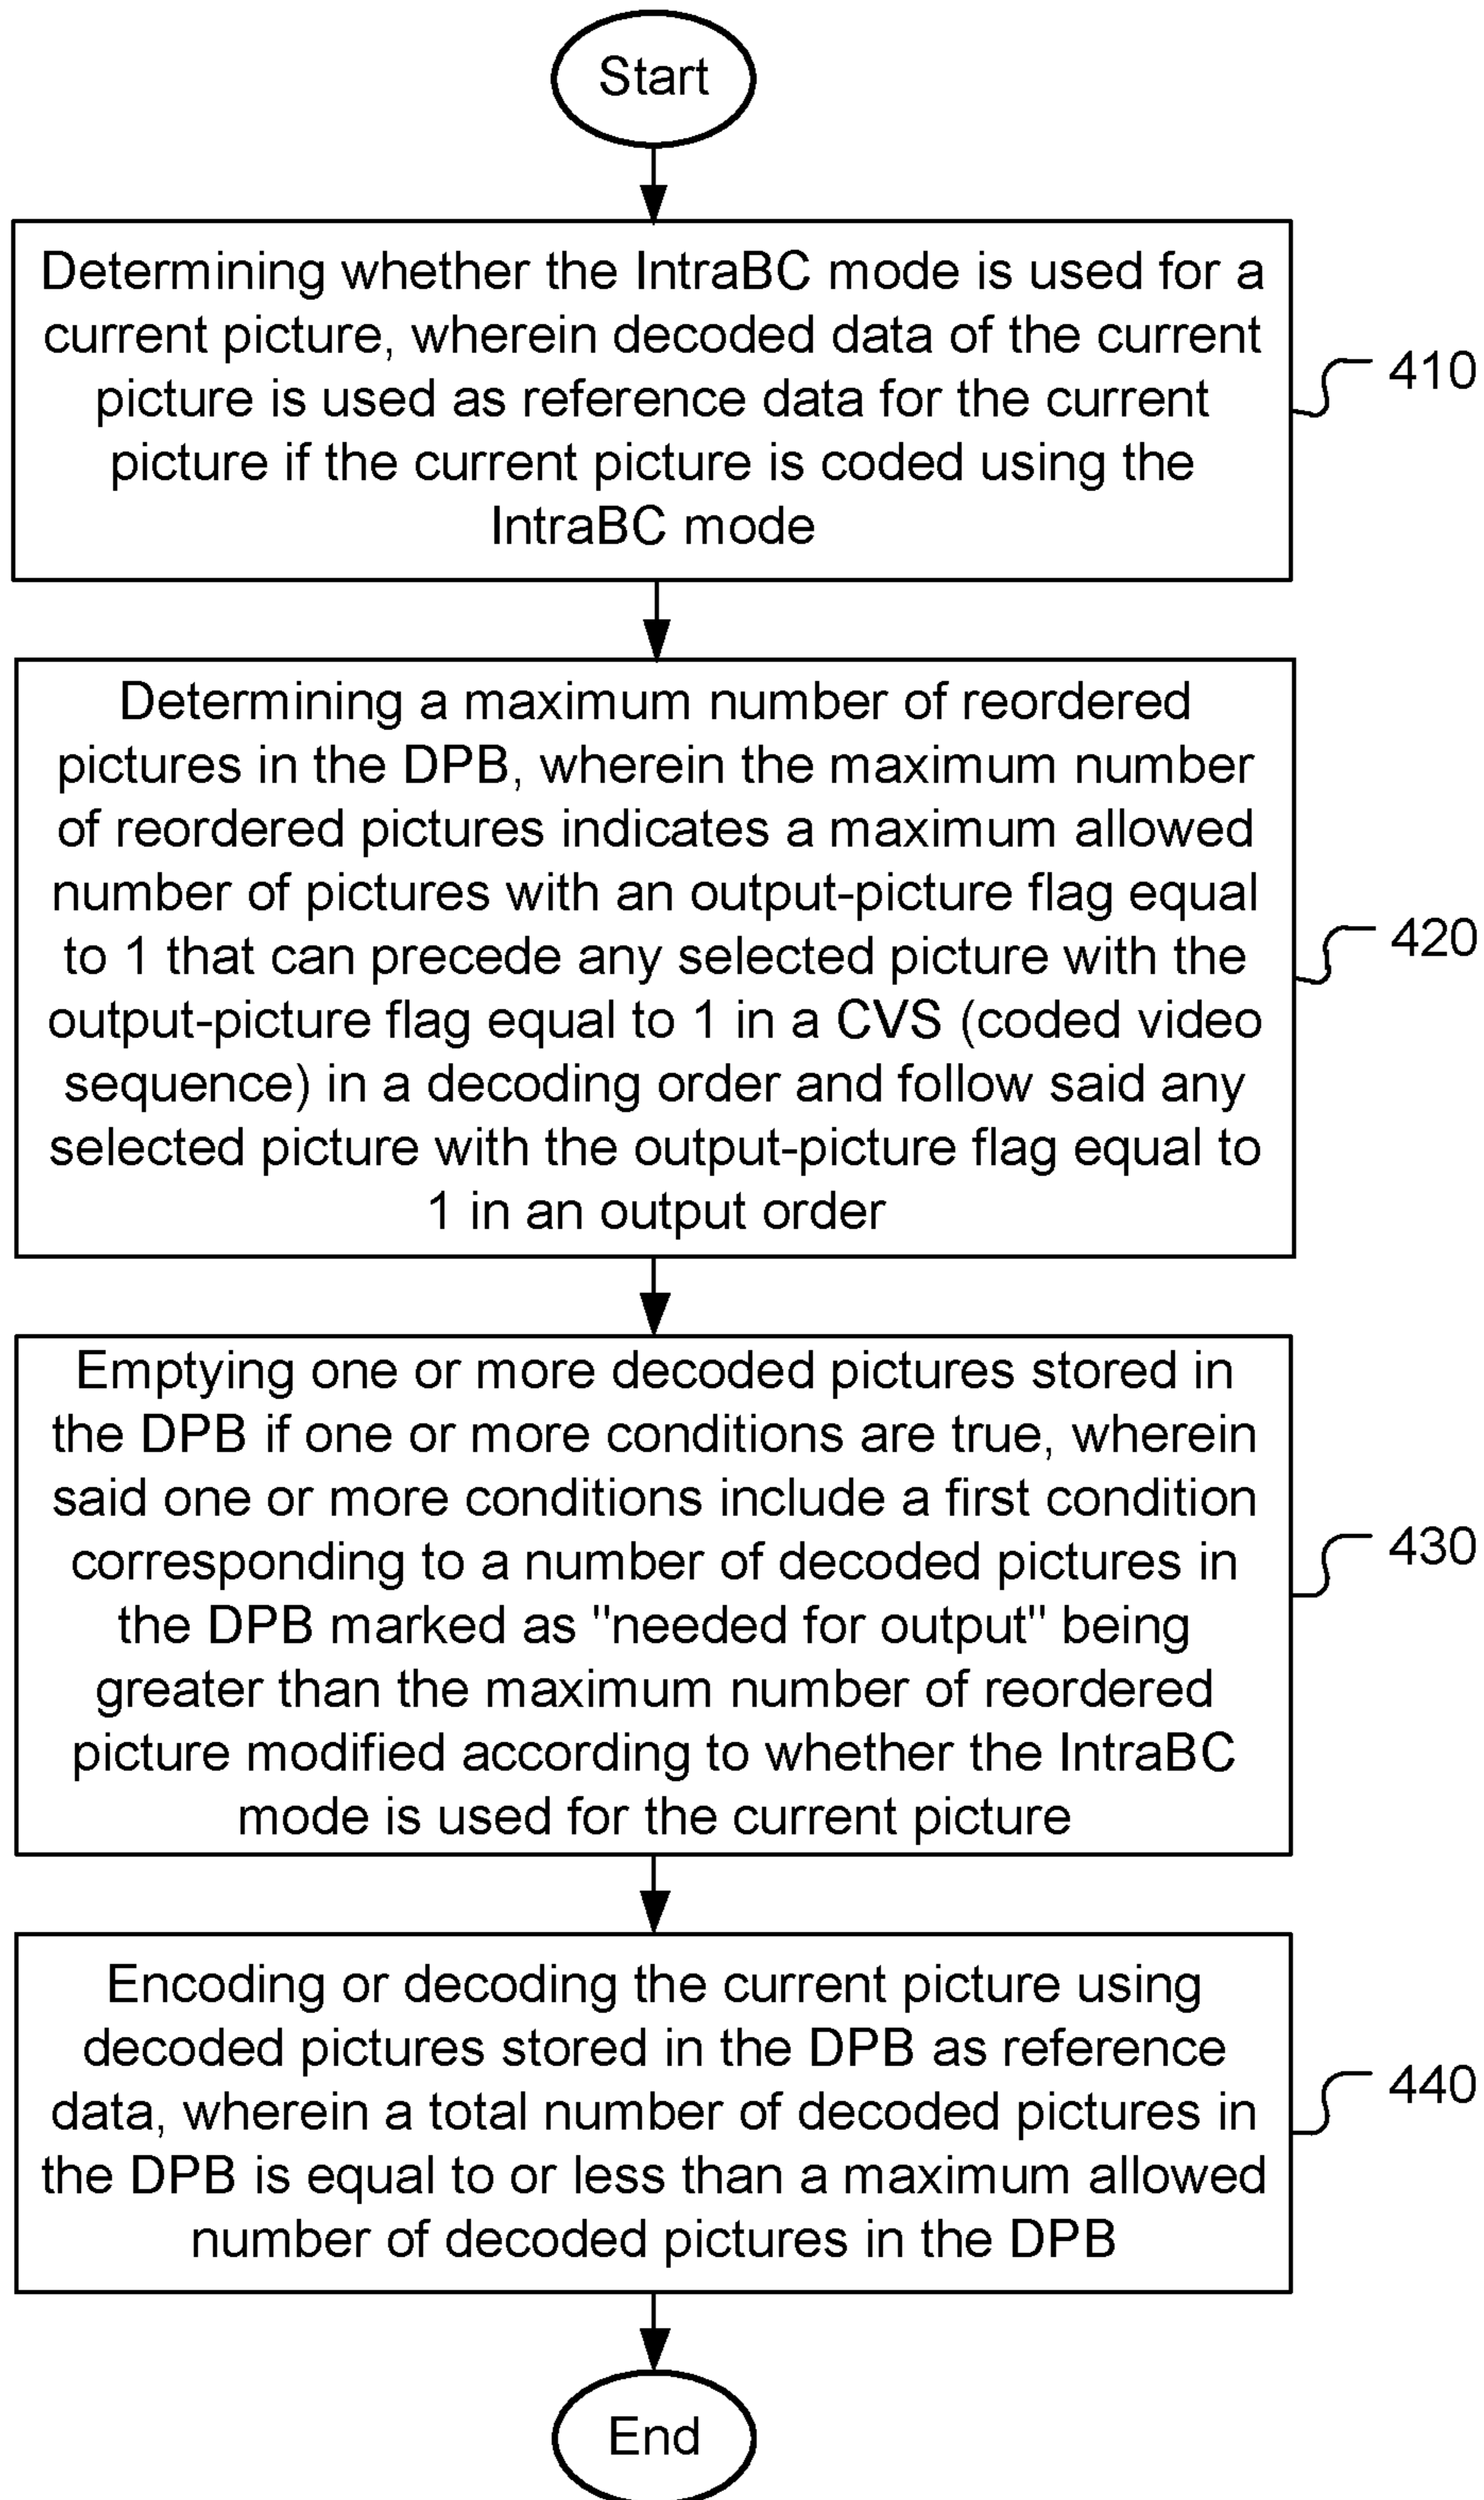 Start
Determining whether the IntraBC mode is used for a
current picture, wherein decoded data of the current
picture is used as reference data for the current
picture if the current picture is coded using the
IntraBC mode
410
Determining a maximum number of reordered
pictures in the DPB, wherein the maximum number
of reordered pictures indicates a maximum allowed
number of pictures with an output-picture flag equal
to 1 that can precede any selected picture with the
output-picture flag equal to 1 in a CVS (coded video
sequence) in a decoding order and follow said any
selected picture with the output-picture flag equal to
1 in an output order
420
Emptying one or more decoded pictures stored in
the DPB if one or more conditions are true, wherein
said one or more conditions include a first condition
corresponding to a number of decoded pictures in
the DPB marked as "needed for output" being
greater than the maximum number of reordered
picture modified according to whether the IntraBC
mode is used for the current picture
430
Encoding or decoding the current picture using
decoded pictures stored in the DPB as reference
data, wherein a total number of decoded pictures in
the DPB is equal to or less than a maximum allowed
number of decoded pictures in the DPB
440
End